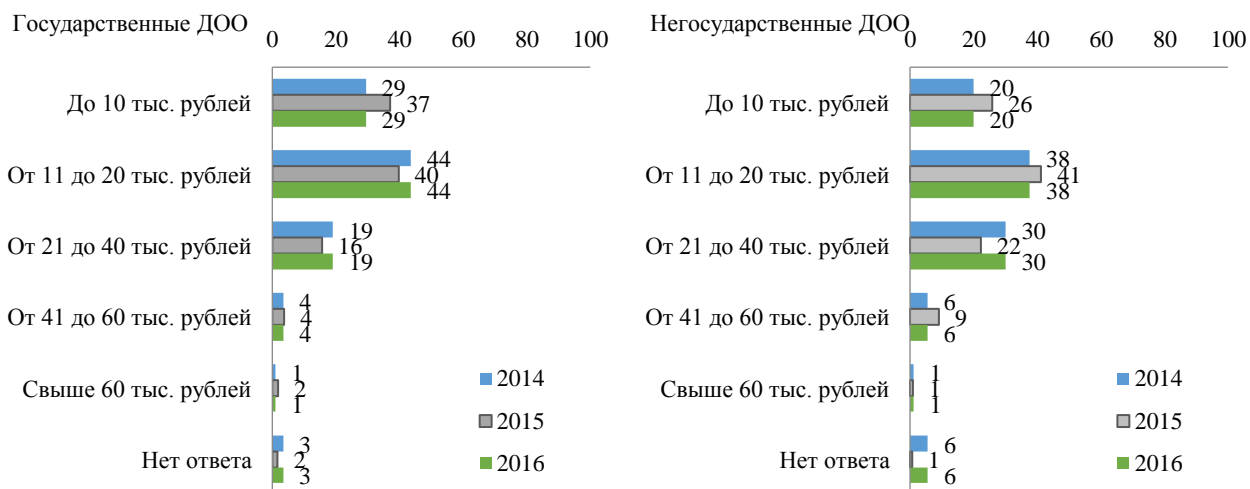 Государственные ДОО
0 20 40 60 80 100
До 10 тыс. рублей
29
37
29
От 11 до 20 тыс. рублей
44
40
44
От 21 до 40 тыс. рублей
19
16
19
От 41 до 60 тыс. рублей
4
4
4
Свыше 60 тыс. рублей
1
2
1
Нет ответа
3
2
3
2014
2015
2016
Негосударственные ДОО
0 20 40 60 80 100
До 10 тыс. рублей
20
26
20
От 11 до 20 тыс. рублей
38
41
38
От 21 до 40 тыс. рублей
30
22
30
От 41 до 60 тыс. рублей
6
9
6
Свыше 60 тыс. рублей
1
1
1
Нет ответа
6
1
6
2014
2015
2016